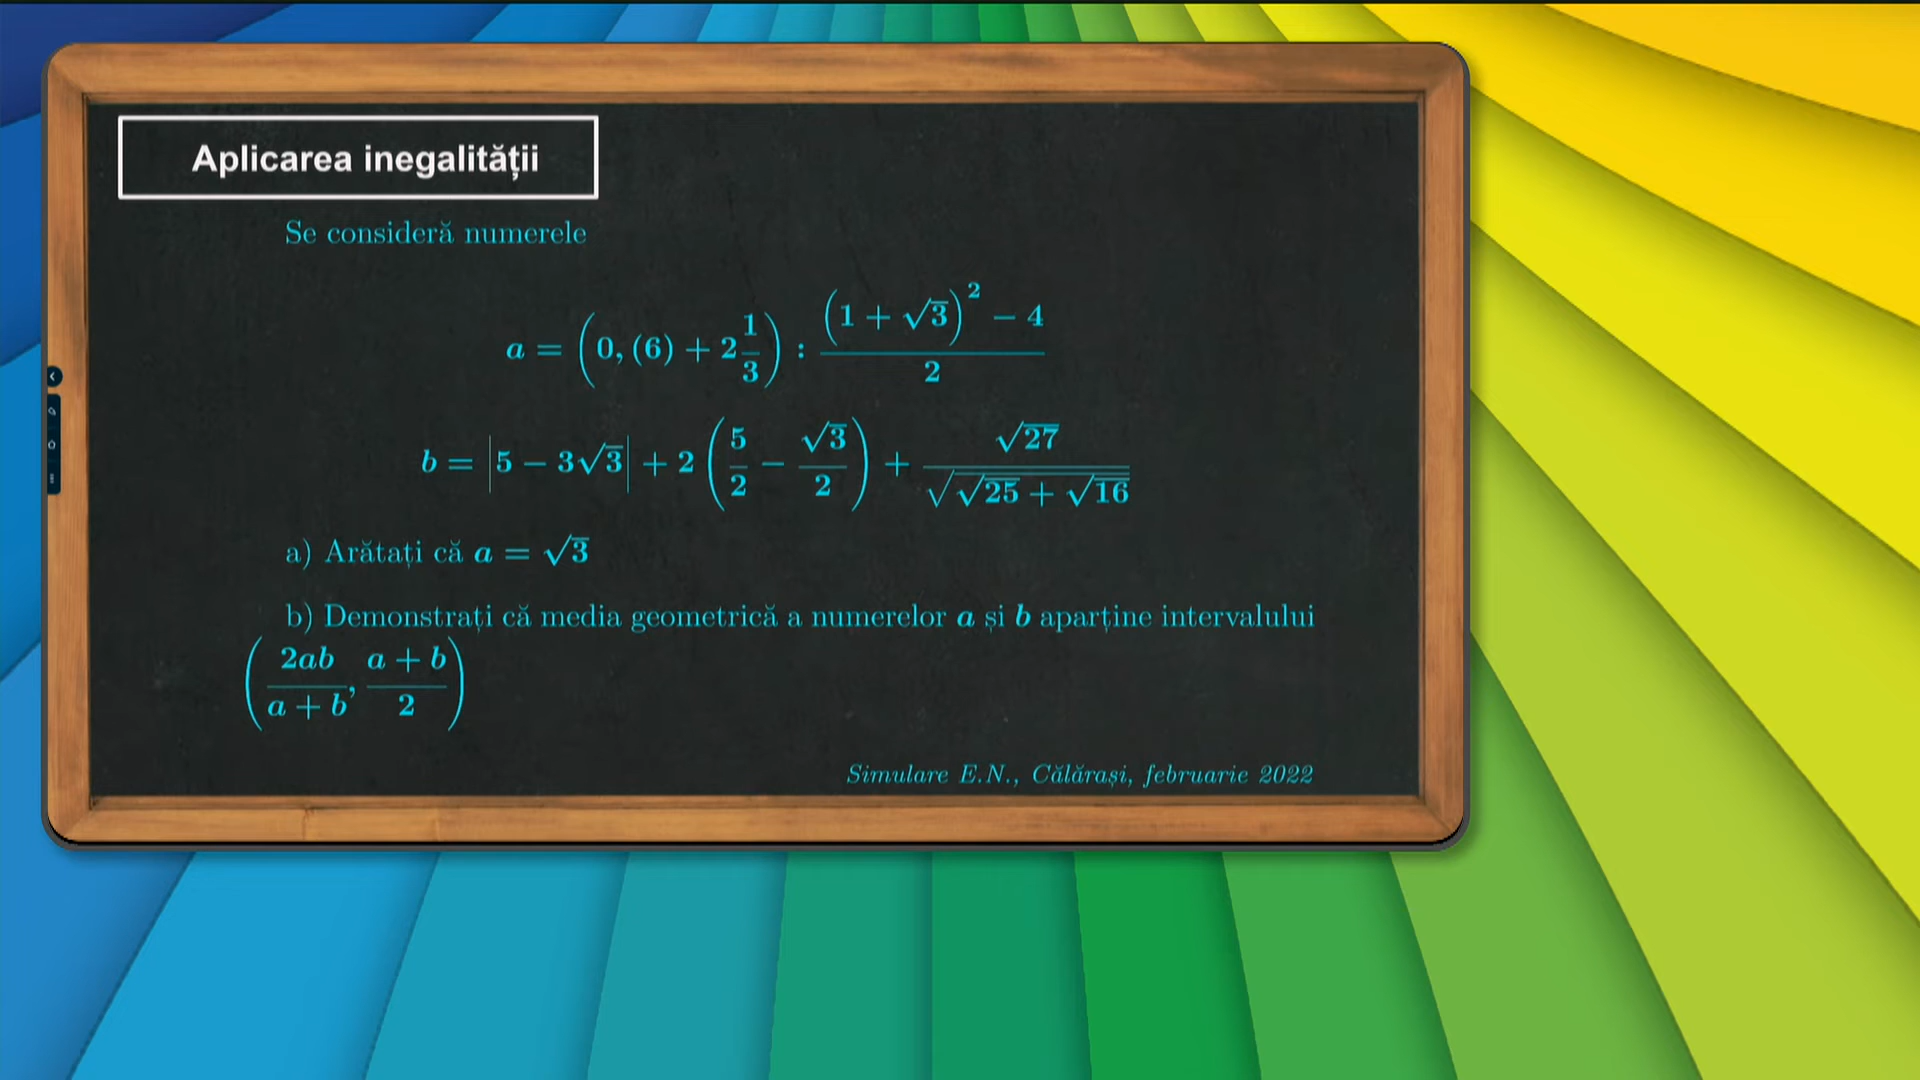 Aplicarea inegalității
Se consideră numerele
a = (0, (6) + 2 1/3) : ((1 + √3)² − 4)/2
b = |5 − 3√3| + 2 (5/2 − √3/2) + √27/√(√25 + √16)
a) Arătați că a = √3
b) Demonstrați că media geometrică a numerelor a și b aparține intervalului
(2ab/(a + b), (a + b)/2)
Simulare E.N., Călărași, februarie 2022